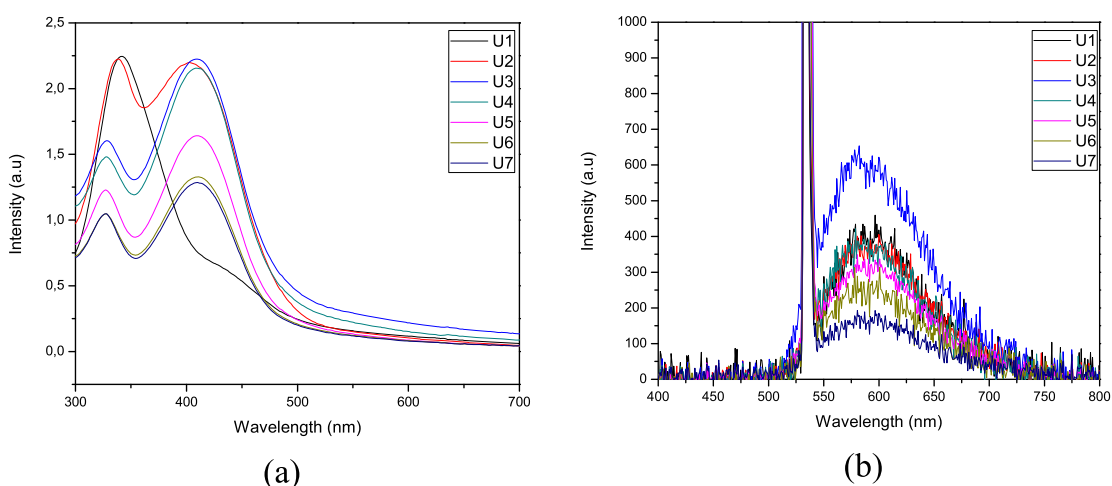 2,5
2,0
1,5
1,0
0,5
0,0
300 400 500 600 700
Intensity (a.u)
Wavelength (nm)
U1
U2
U3
U4
U5
U6
U7
(a)
1000
900
800
700
600
500
400
300
200
100
0
400 450 500 550 600 650 700 750 800
Intensity (a.u)
Wavelength (nm)
U1
U2
U3
U4
U5
U6
U7
(b)